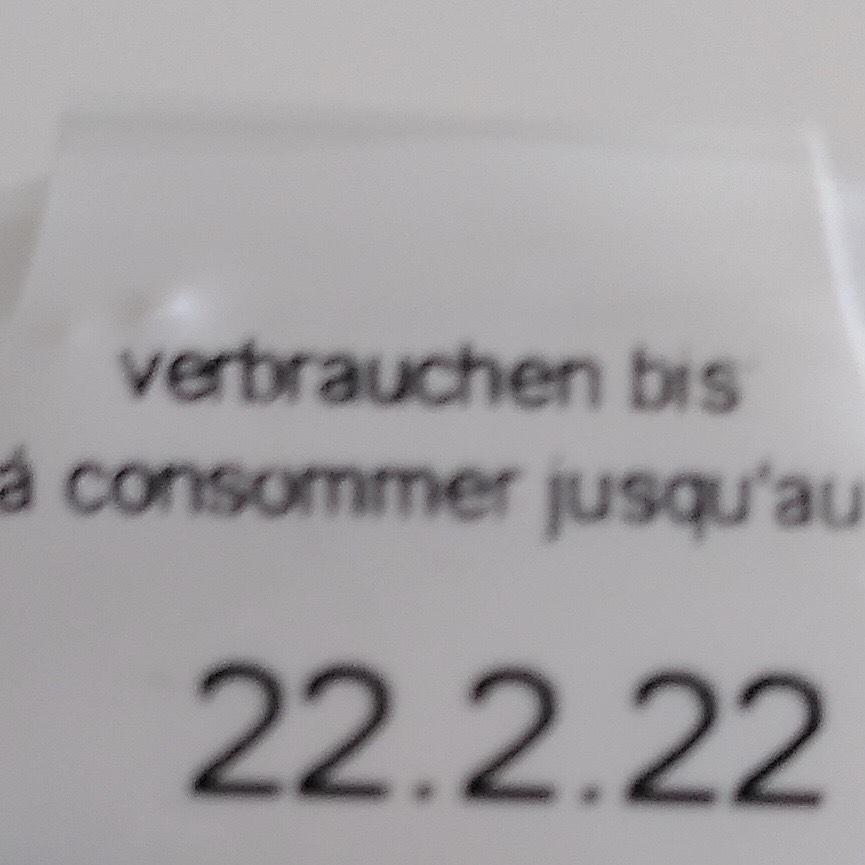 verbrauchen bis
á consommer jusqu'au
22.2.22